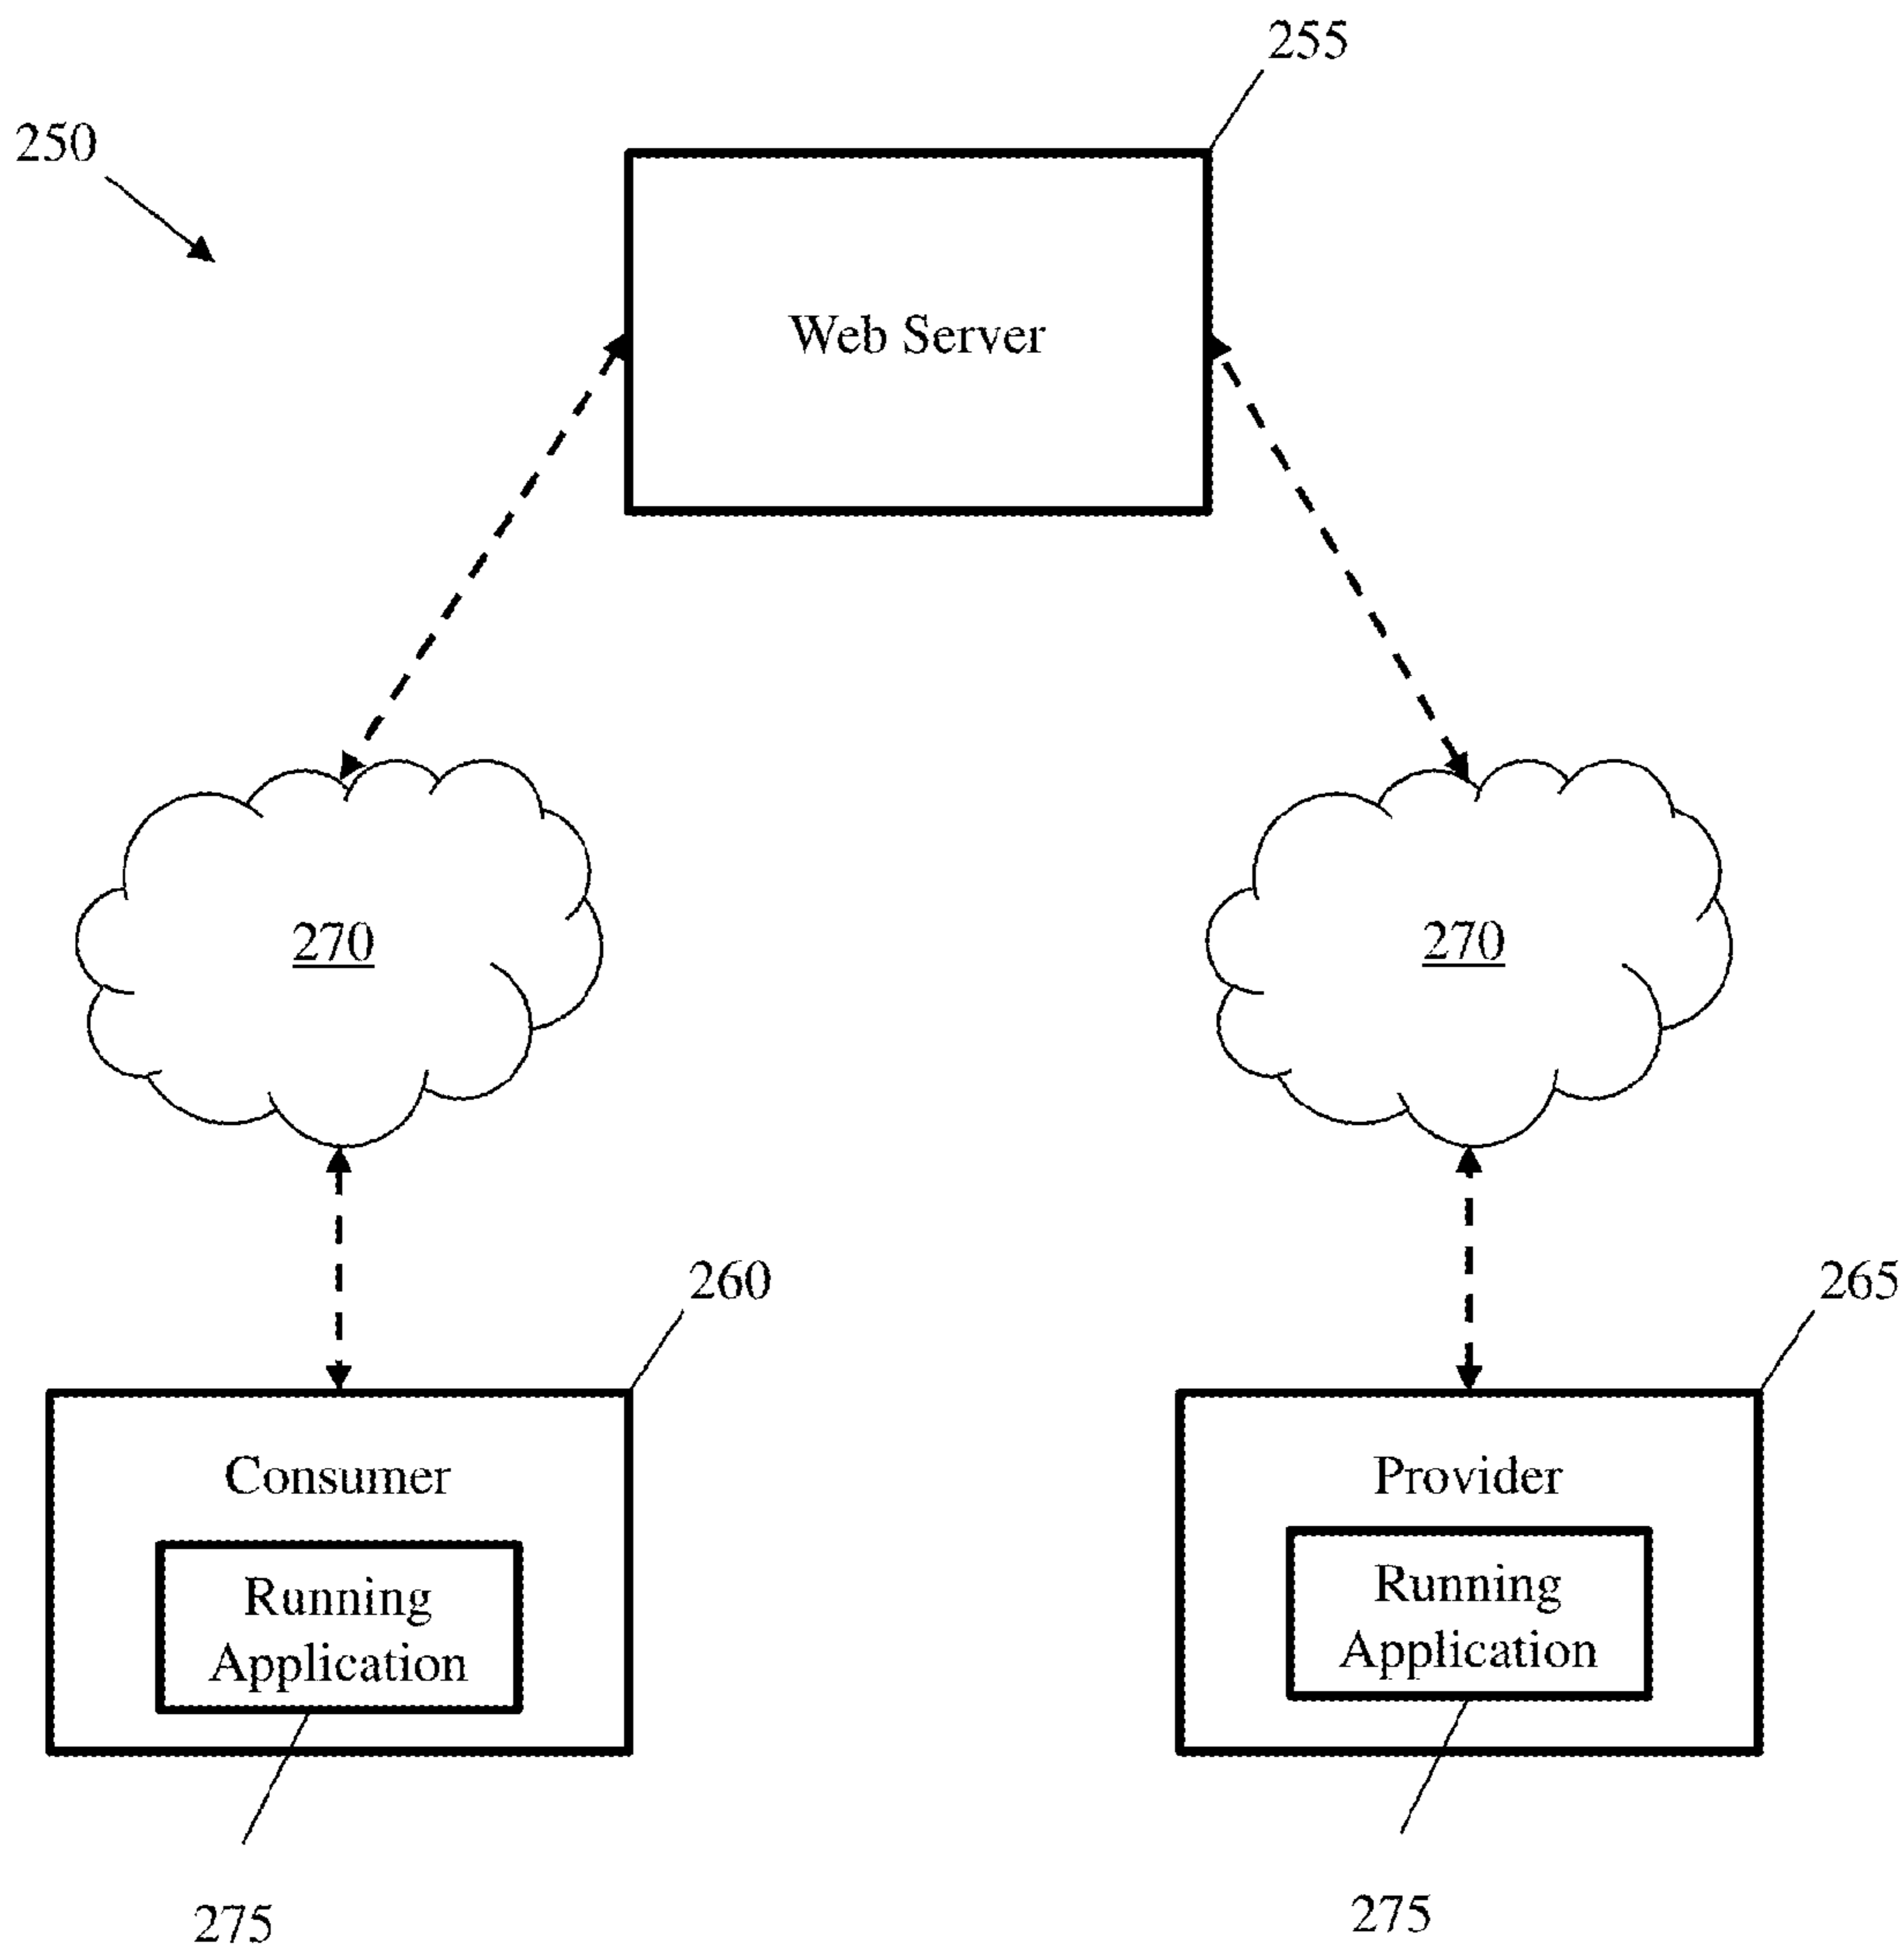 255
250
Web Server
270
270
260
265
Consumer
Provider
Running
Application
Running
Application
275
275